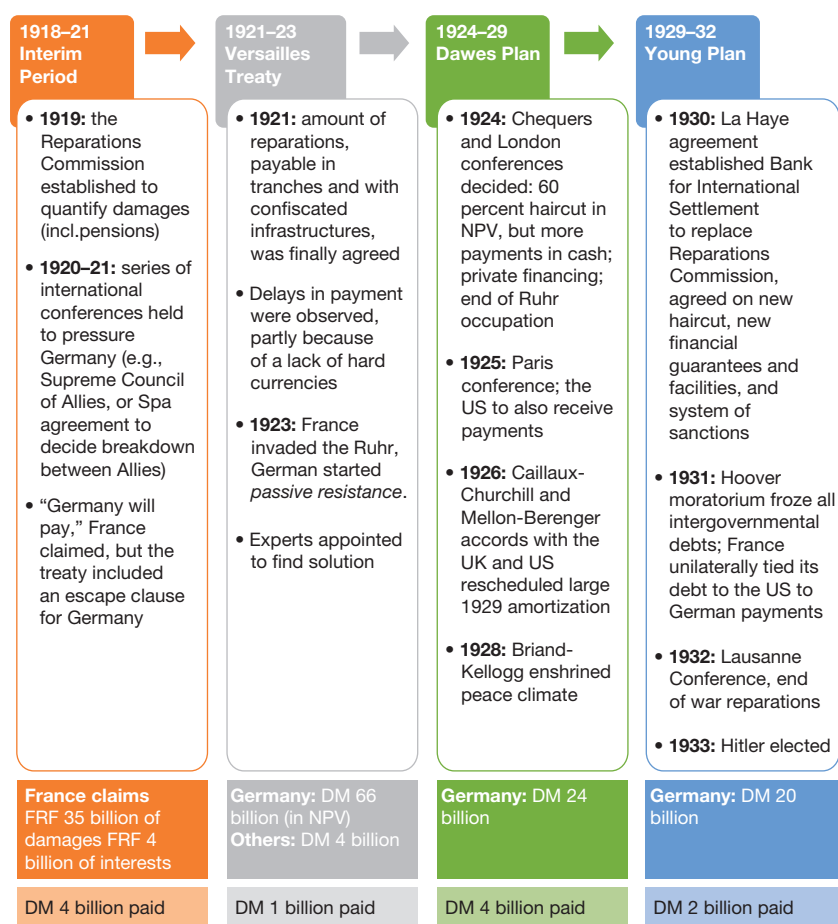 1918–21
Interim
Period
• 1919: the
Reparations
Commission
established to
quantify damages
(incl.pensions)
• 1920–21: series of
international
conferences held
to pressure
Germany (e.g.,
Supreme Council
of Allies, or Spa
agreement to
decide breakdown
between Allies)
• “Germany will
pay,” France
claimed, but the
treaty included
an escape clause
for Germany
France claims
FRF 35 billion of
damages FRF 4
billion of interests
DM 4 billion paid
1921–23
Versailles
Treaty
• 1921: amount of
reparations,
payable in
tranches and with
confiscated
infrastructures,
was finally agreed
• Delays in payment
were observed,
partly because
of a lack of hard
currencies
• 1923: France
invaded the Ruhr,
German started
passive resistance.
• Experts appointed
to find solution
Germany: DM 66
billion (in NPV)
Others: DM 4 billion
DM 1 billion paid
1924–29
Dawes Plan
• 1924: Chequers
and London
conferences
decided: 60
percent haircut in
NPV, but more
payments in cash;
private financing;
end of Ruhr
occupation
• 1925: Paris
conference; the
US to also receive
payments
• 1926: Caillaux-
Churchill and
Mellon-Berenger
accords with the
UK and US
rescheduled large
1929 amortization
• 1928: Briand-
Kellogg enshrined
peace climate
Germany: DM 24
billion
DM 4 billion paid
1929–32
Young Plan
• 1930: La Haye
agreement
established Bank
for International
Settlement
to replace
Reparations
Commission,
agreed on new
haircut, new
financial
guarantees and
facilities, and
system of
sanctions
• 1931: Hoover
moratorium froze all
intergovernmental
debts; France
unilaterally tied its
debt to the US to
German payments
• 1932: Lausanne
Conference, end
of war reparations
• 1933: Hitler elected
Germany: DM 20
billion
DM 2 billion paid